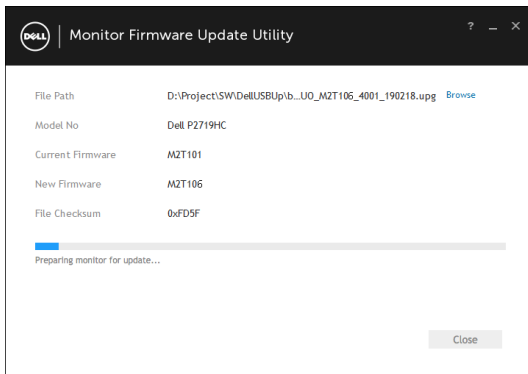 DELL Monitor Firmware Update Utility ? _ X
File Path D:\Project\SW\DellUSBUp\b...UO_M2T106_4001_190218.upg Browse
Model No Dell P2719HC
Current Firmware M2T101
New Firmware M2T106
File Checksum 0xFD5F
Preparing monitor for update...
Close